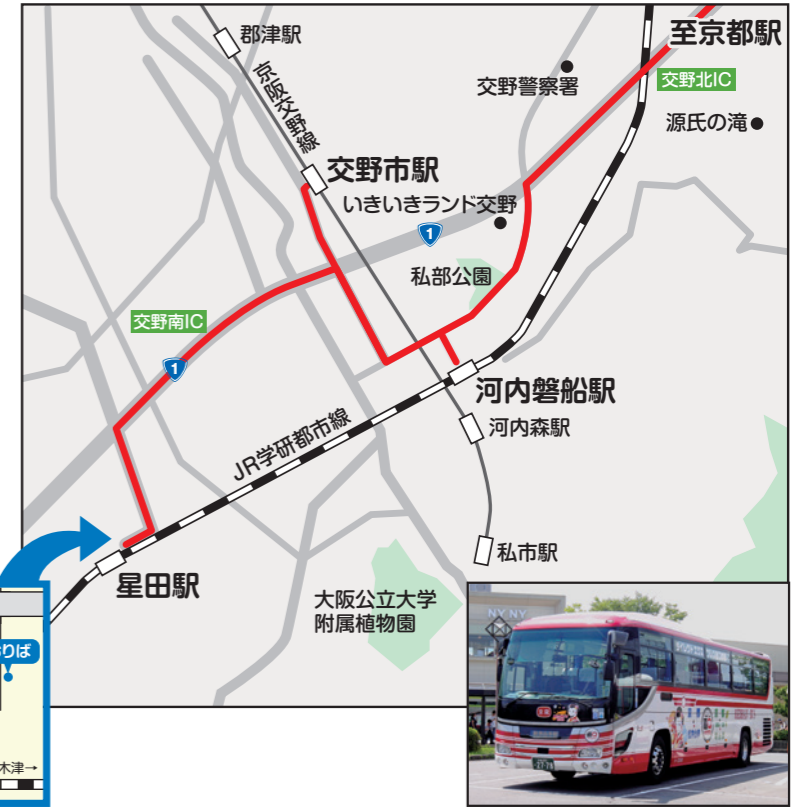 郡津駅
至京都駅
京阪交野線
交野警察署
交野北IC
源氏の滝
交野市駅
いきいきランド交野
1
私部公園
交野南IC
1
河内磐船駅
河内森駅
JR学研都市線
私市駅
星田駅
大阪公立大学
附属植物園
りば
木津→
NY NY
27-78